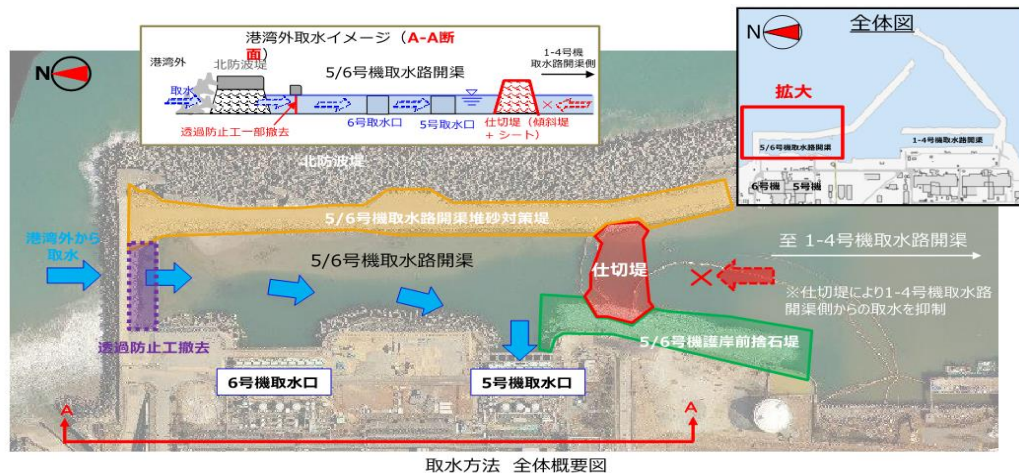 港湾外取水イメージ（A-A断
面）
港湾外
北防波堤
5/6号機取水路開渠
1-4号機
取水路開渠側
取水
6号取水口
5号取水口
透過防止工一部撤去
仕切堤（傾斜堤
+ シート）
N
全体図
N
拡大
5/6号機取水路開渠
1-4号機取水路開渠
6号機
5号機
北防波堤
5/6号機取水路開渠堆砂対策堤
港湾外から
取水
5/6号機取水路開渠
仕切堤
至 1-4号機取水路開渠
※仕切堤により1-4号機取水路
開渠側からの取水を抑制
透過防止工撤去
5/6号機護岸前捨石堤
6号機取水口
5号機取水口
A
A
取水方法 全体概要図